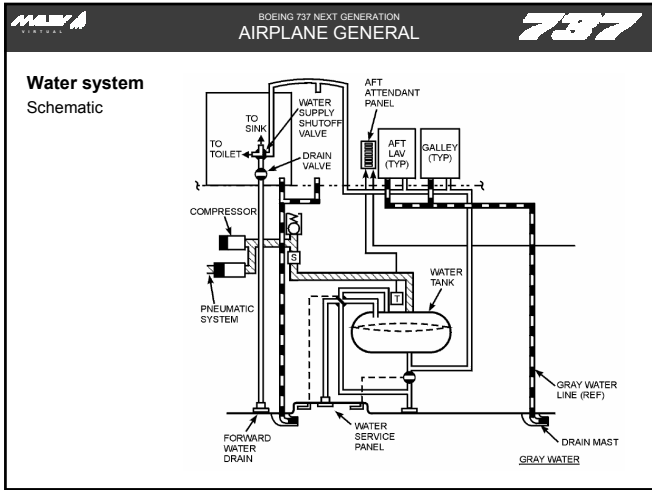 MALEV
VIRTUAL
BOEING 737 NEXT GENERATION
AIRPLANE GENERAL
737
Water system
Schematic
AFT
ATTENDANT
PANEL
WATER
SUPPLY
SHUTOFF
VALVE
TO
SINK
TO
TOILET
DRAIN
VALVE
AFT
LAV
(TYP)
GALLEY
(TYP)
COMPRESSOR
S
PNEUMATIC
SYSTEM
T
WATER
TANK
GRAY WATER
LINE (REF)
FORWARD
WATER
DRAIN
WATER
SERVICE
PANEL
DRAIN MAST
GRAY WATER